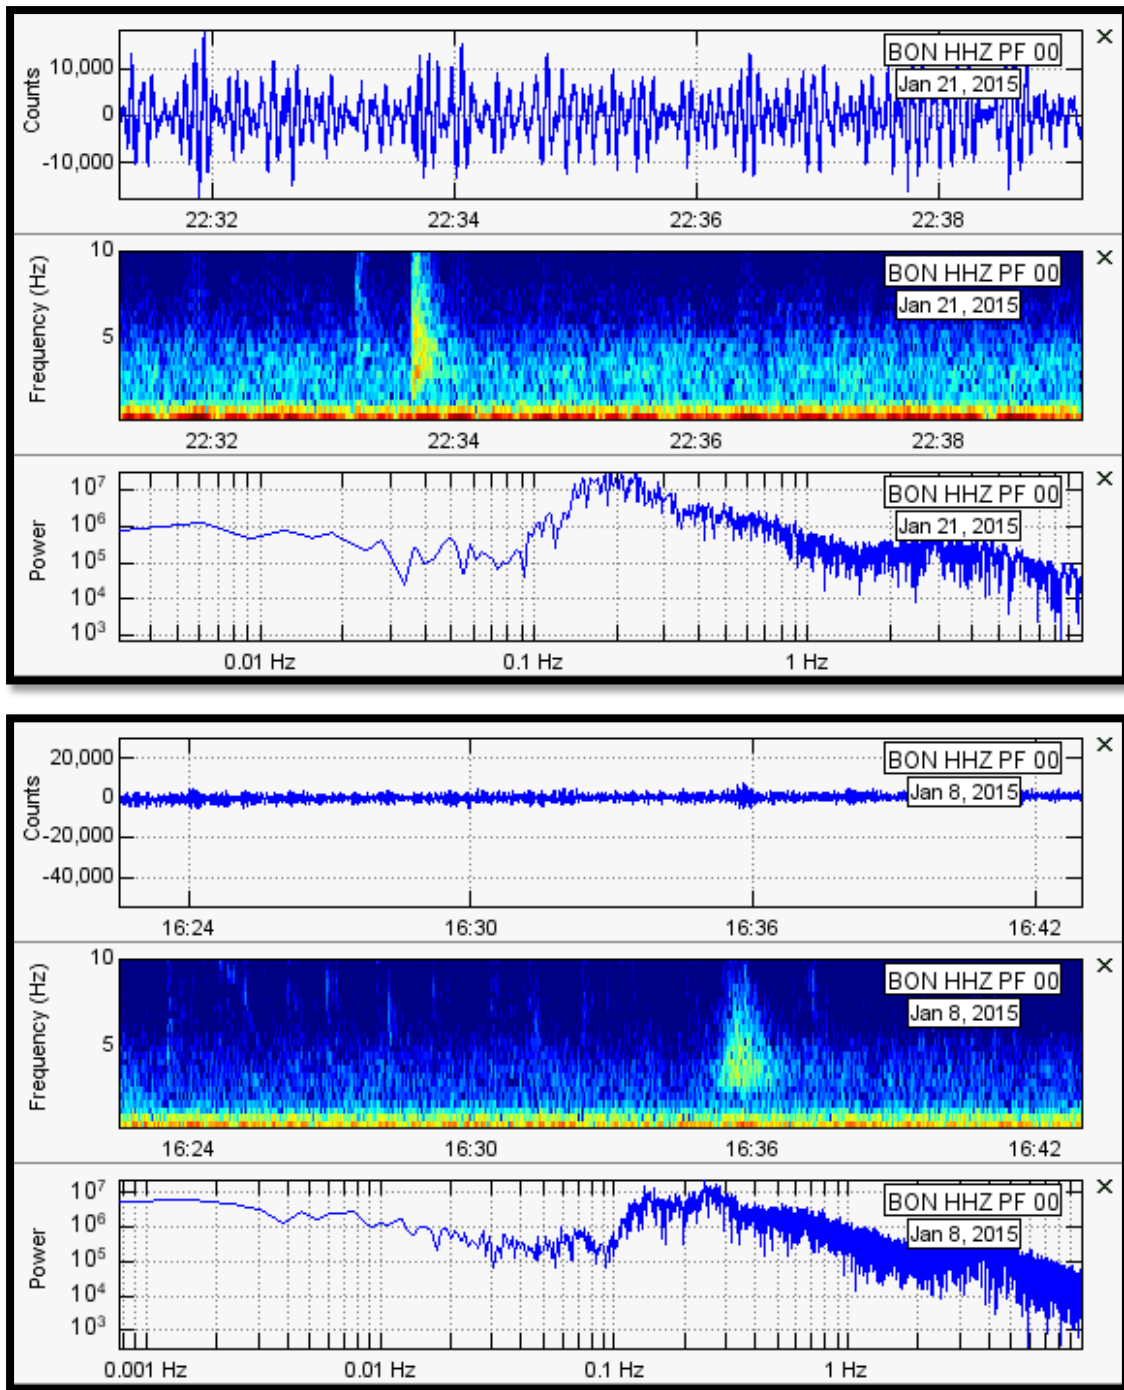 Counts
10,000
0
-10,000
BON HHZ PF 00
Jan 21, 2015
22:32 22:34 22:36 22:38
Frequency (Hz)
10
5
BON HHZ PF 00
Jan 21, 2015
22:32 22:34 22:36 22:38
Power
10⁷
10⁶
10⁵
10⁴
10³
BON HHZ PF 00
Jan 21, 2015
0.01 Hz 0.1 Hz 1 Hz
Counts
20,000
0
-20,000
-40,000
BON HHZ PF 00
Jan 8, 2015
16:24 16:30 16:36 16:42
Frequency (Hz)
10
5
BON HHZ PF 00
Jan 8, 2015
16:24 16:30 16:36 16:42
Power
10⁷
10⁶
10⁵
10⁴
10³
BON HHZ PF 00
Jan 8, 2015
0.001 Hz 0.01 Hz 0.1 Hz 1 Hz